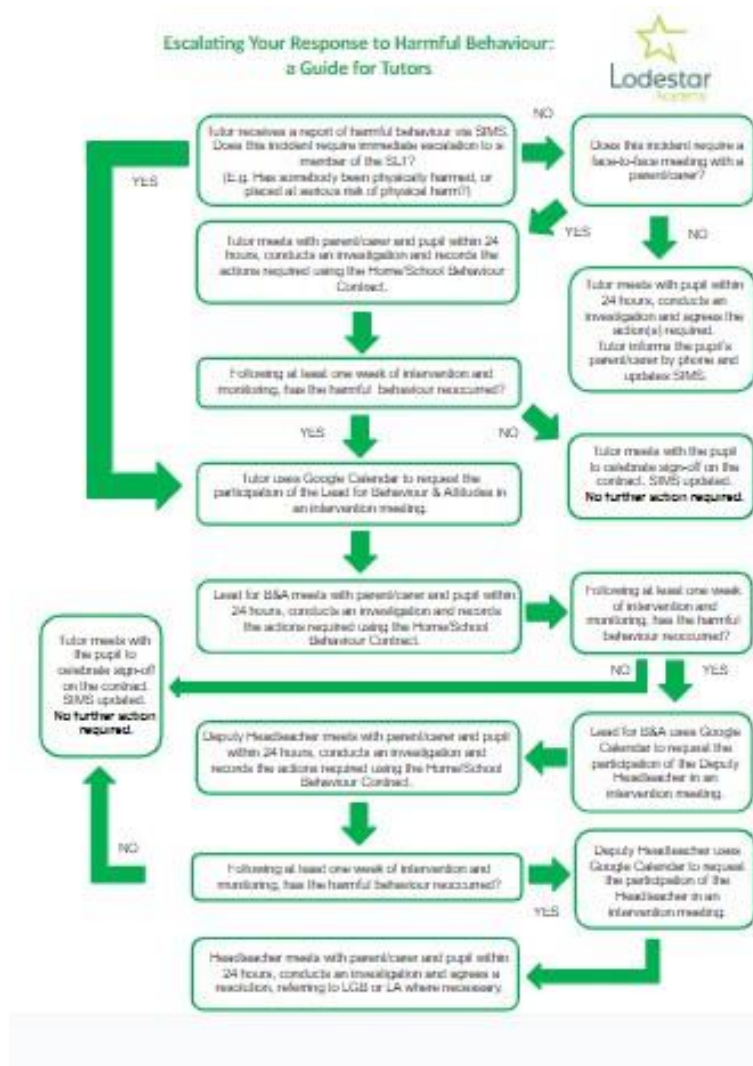 Escalating Your Response to Harmful Behaviour:
a Guide for Tutors
Lodestar
Academy
NO
Tutor receives a report of harmful behaviour via SIMS.
Does this incident require immediate escalation to a
member of the SLT?
(E.g. Has somebody been physically harmed, or
placed at serious risk of physical harm?)
Does this incident require a
face-to-face meeting with a
parent/carer?
YES
YES
NO
Tutor meets with parent/carer and pupil within 24
hours, conducts an investigation and records the
actions required using the Home/School Behaviour
Contract.
Tutor meets with pupil within
24 hours, conducts an
investigation and agrees the
action(s) required.
Tutor informs the pupil's
parent/carer by phone and
updates SIMS.
Following at least one week of intervention and
monitoring, has the harmful behaviour reoccurred?
YES
NO
Tutor meets with the pupil
to celebrate sign-off on the
contract. SIMS updated.
No further action required.
Tutor uses Google Calendar to request the
participation of the Lead for Behaviour & Attitudes in
an intervention meeting.
Lead for B&A meets with parent/carer and pupil within
24 hours, conducts an investigation and records
the actions required using the Home/School
Behaviour Contract.
Following at least one week
of intervention and
monitoring, has the harmful
behaviour reoccurred?
Tutor meets with
the pupil to
celebrate sign-off
on the contract.
SIMS updated.
No further action
required.
NO
YES
Deputy Headteacher meets with parent/carer and pupil
within 24 hours, conducts an investigation and
records the actions required using the Home/School
Behaviour Contract.
Lead for B&A uses Google
Calendar to request the
participation of the Deputy
Headteacher in an
intervention meeting.
NO
Following at least one week of intervention and
monitoring, has the harmful behaviour reoccurred?
YES
Deputy Headteacher uses
Google Calendar to request
the participation of the
Headteacher in an
intervention meeting.
Headteacher meets with parent/carer and pupil within
24 hours, conducts an investigation and agrees a
resolution, referring to LGB or LA where necessary.